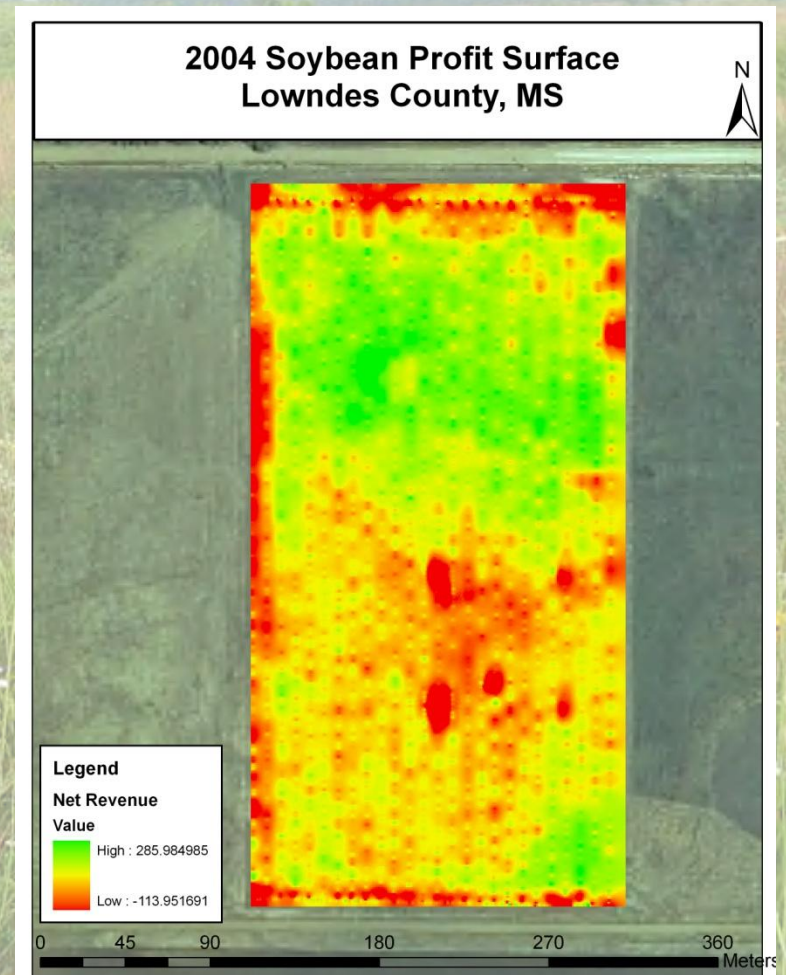 2004 Soybean Profit Surface
Lowndes County, MS
N
Legend
Net Revenue
Value
High : 285.984985
Low : -113.951691
0 45 90 180 270 360
Meters